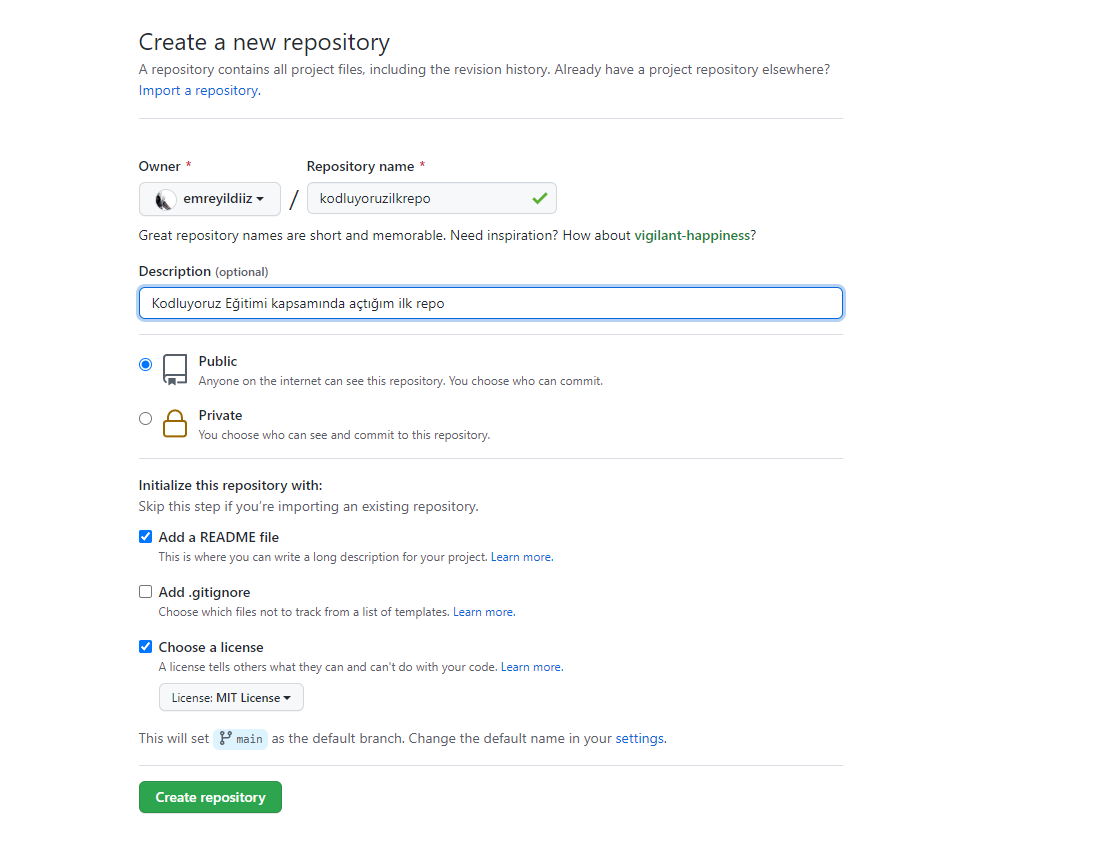 Create a new repository
A repository contains all project files, including the revision history. Already have a project repository elsewhere?
Import a repository.
Owner * Repository name *
emreyildiiz / kodluyoruzilkrepo
Great repository names are short and memorable. Need inspiration? How about vigilant-happiness?
Description (optional)
Kodluyoruz Eğitimi kapsamında açtığım ilk repo
Public
Anyone on the internet can see this repository. You choose who can commit.
Private
You choose who can see and commit to this repository.
Initialize this repository with:
Skip this step if you're importing an existing repository.
Add a README file
This is where you can write a long description for your project. Learn more.
Add .gitignore
Choose which files not to track from a list of templates. Learn more.
Choose a license
A license tells others what they can and can't do with your code. Learn more.
License: MIT License
This will set main as the default branch. Change the default name in your settings.
Create repository